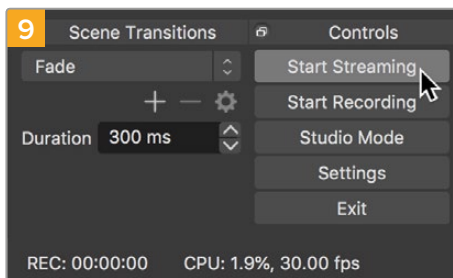 9
Scene Transitions
Controls
Fade
Start Streaming
Start Recording
Duration 300 ms
Studio Mode
Settings
Exit
REC: 00:00:00 CPU: 1.9%, 30.00 fps